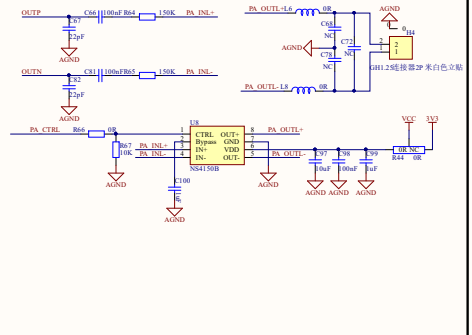 OUTP C66 100nF R64 150K PA_INL+
C67
22pF
AGND
OUTN C81 100nF R65 150K PA_INL-
C82
22pF
AGND
PA_OUTL+ L6 0R
C68
NC
C72
NC
C78
NC
AGND
PA_OUTL- L8 0R
AGND
0
0
H4
2 2
1 1
GH1.25连接器2P 米白色立贴
PA_CTRL R66 0R
R67
10K
AGND
PA_INL+
PA_INL-
U8
1 CTRL OUT+ 8 PA_OUTL+
2 Bypass GND 7
3 IN+ VDD 6
4 IN- OUT- 5 PA_OUTL-
NS4150B
C100
AGND
AGND
C97
10uF
AGND
C98
100nF
AGND
C99
1uF
AGND
VCC 3V3
0R NC
R44 0R